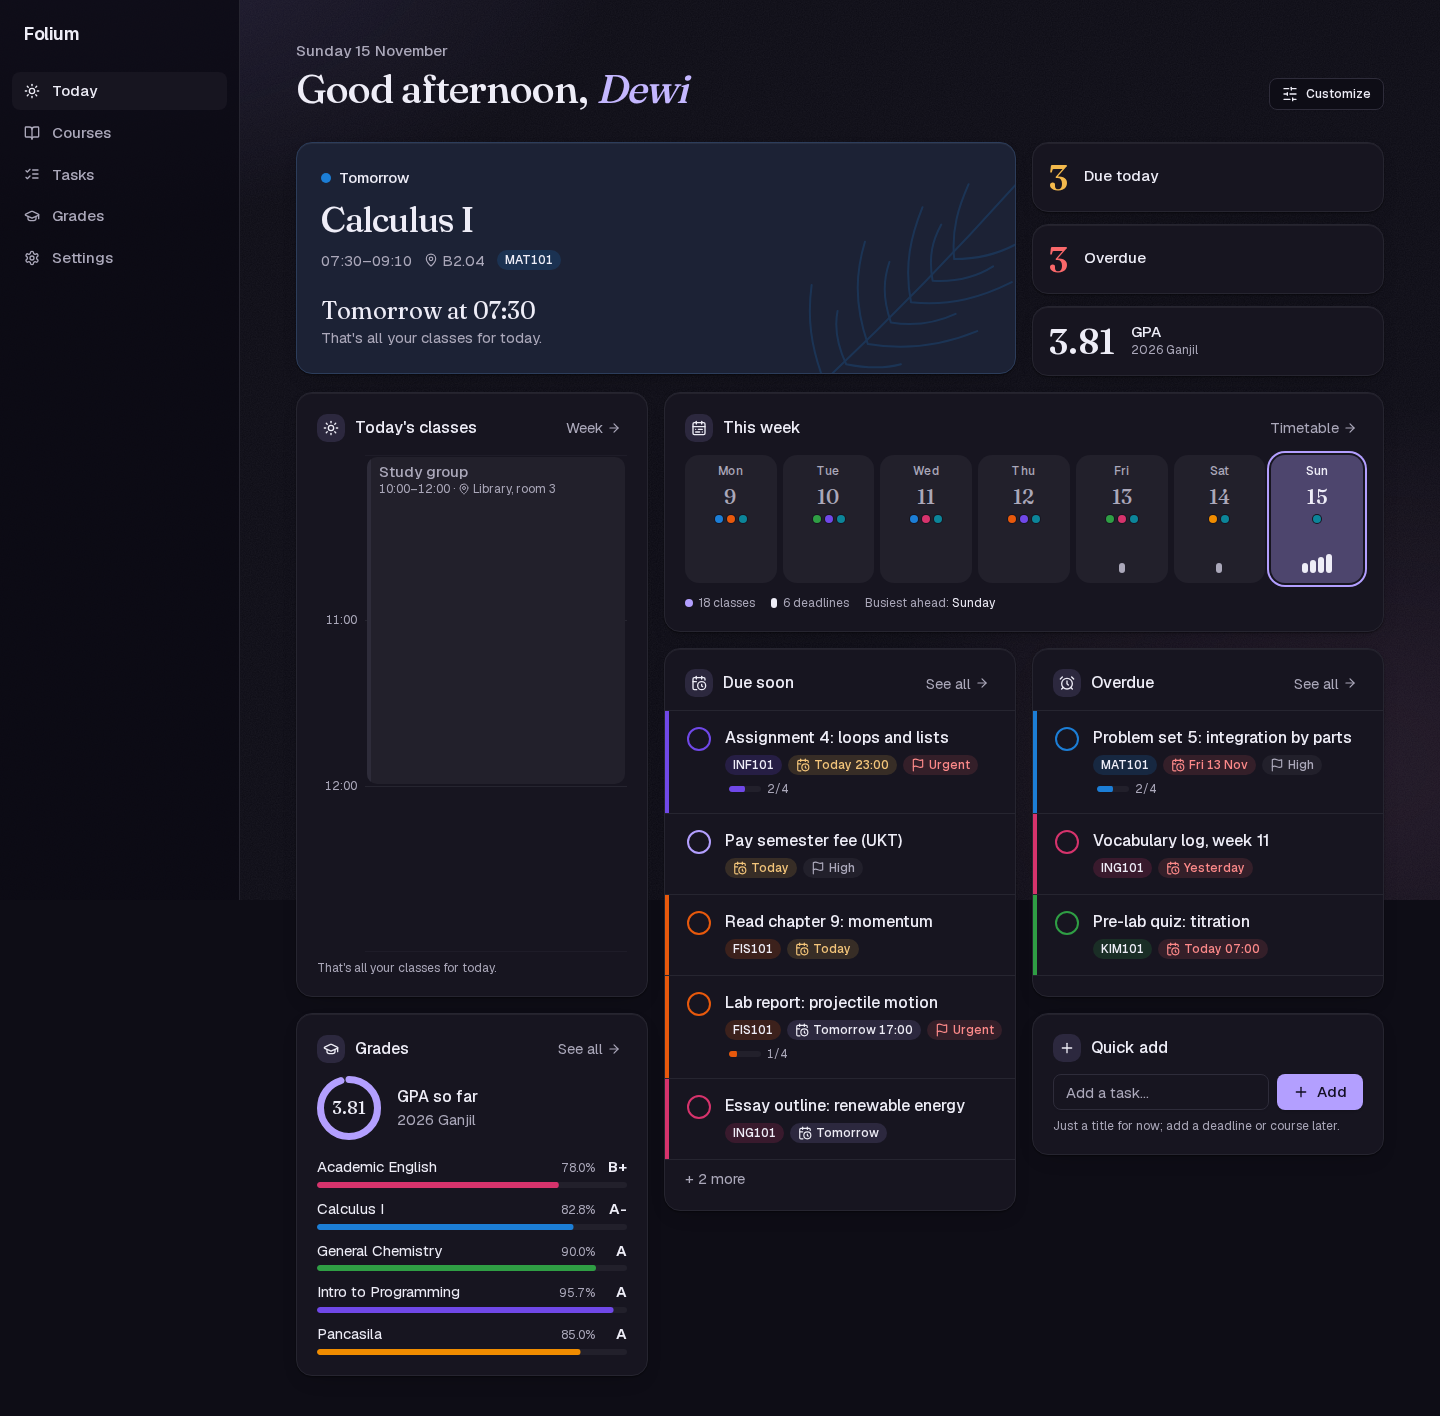 Folium
Today
Courses
Tasks
Grades
Settings
Sunday 15 November
Good afternoon, Dewi
Customize
Tomorrow
Calculus I
07:30–09:10 B2.04 MAT101
Tomorrow at 07:30
That's all your classes for today.
3 Due today
3 Overdue
3.81 GPA
2026 Ganjil
Today's classes Week
Study group
10:00–12:00 · Library, room 3
11:00
12:00
That's all your classes for today.
This week Timetable
Mon Tue Wed Thu Fri Sat Sun
9 10 11 12 13 14 15
18 classes 6 deadlines Busiest ahead: Sunday
Due soon See all
Assignment 4: loops and lists
INF101 Today 23:00 Urgent
2/4
Pay semester fee (UKT)
Today High
Read chapter 9: momentum
FIS101 Today
Lab report: projectile motion
FIS101 Tomorrow 17:00 Urgent
1/4
Essay outline: renewable energy
ING101 Tomorrow
+ 2 more
Overdue See all
Problem set 5: integration by parts
MAT101 Fri 13 Nov High
2/4
Vocabulary log, week 11
ING101 Yesterday
Pre-lab quiz: titration
KIM101 Today 07:00
Grades See all
3.81
GPA so far
2026 Ganjil
Academic English 78.0% B+
Calculus I 82.8% A-
General Chemistry 90.0% A
Intro to Programming 95.7% A
Pancasila 85.0% A
Quick add
Add a task... Add
Just a title for now; add a deadline or course later.